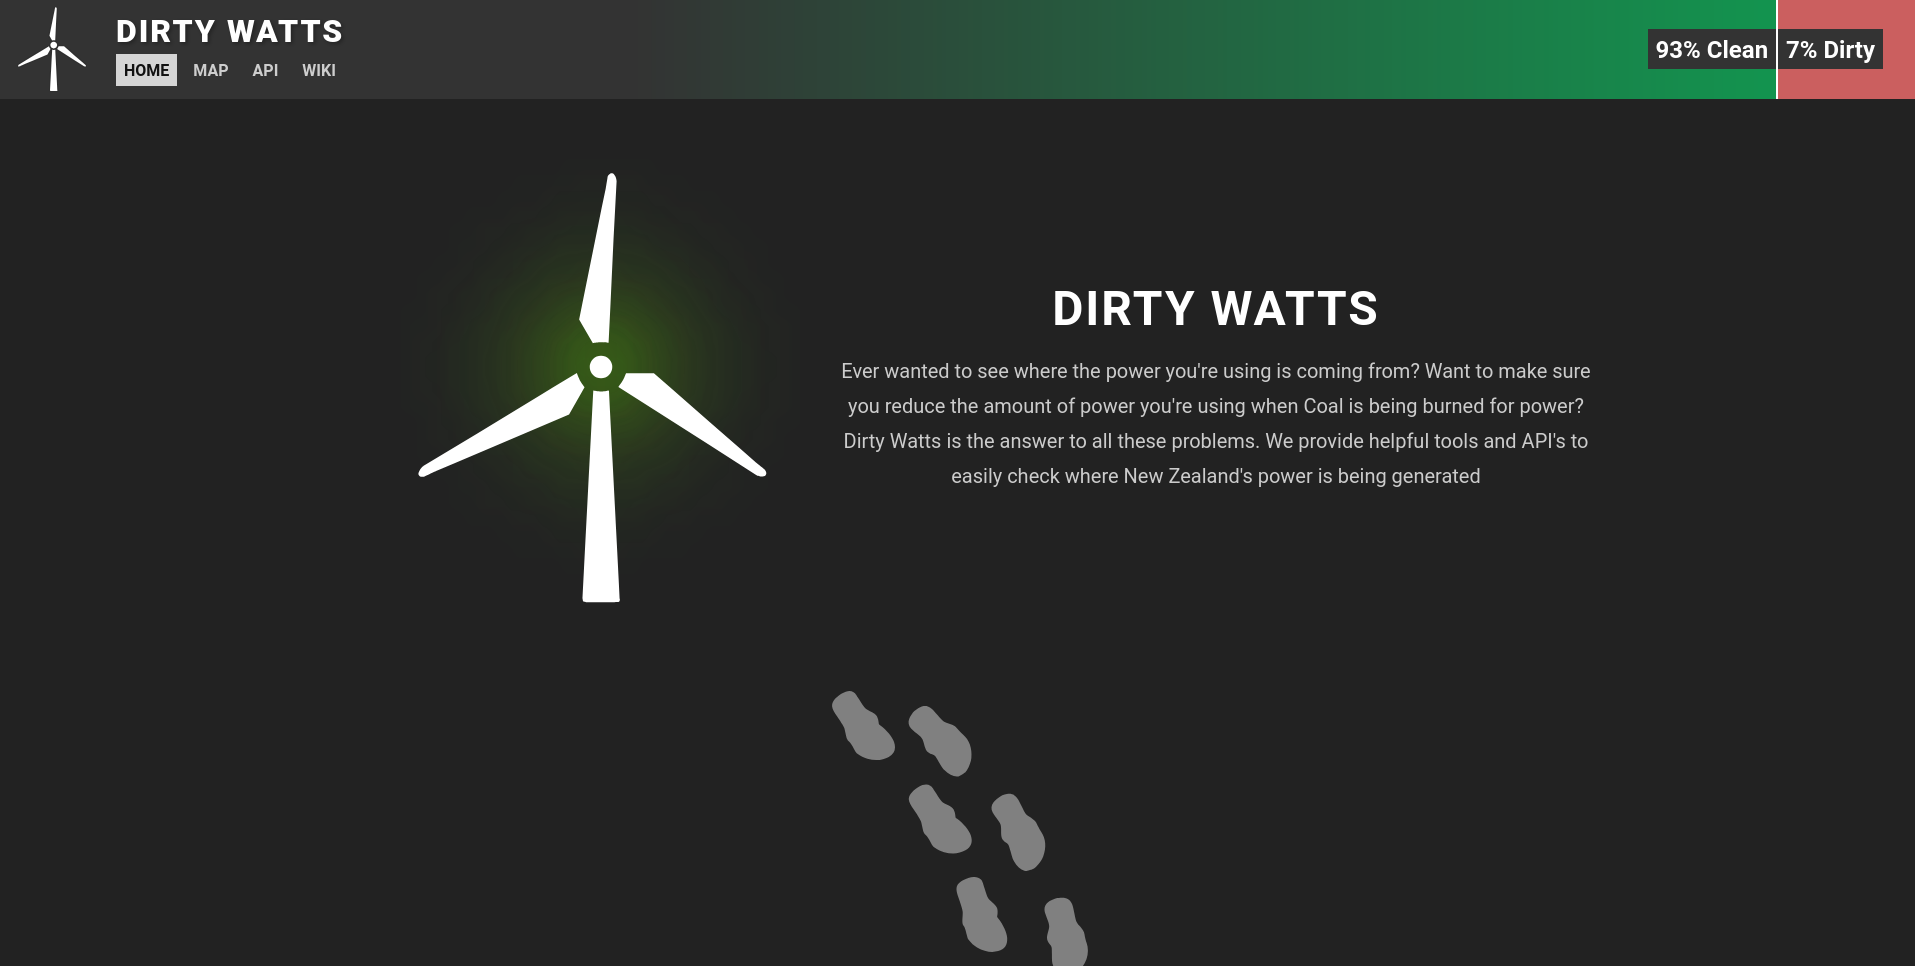 DIRTY WATTS
HOME MAP API WIKI
93% Clean 7% Dirty
DIRTY WATTS
Ever wanted to see where the power you're using is coming from? Want to make sure
you reduce the amount of power you're using when Coal is being burned for power?
Dirty Watts is the answer to all these problems. We provide helpful tools and API's to
easily check where New Zealand's power is being generated